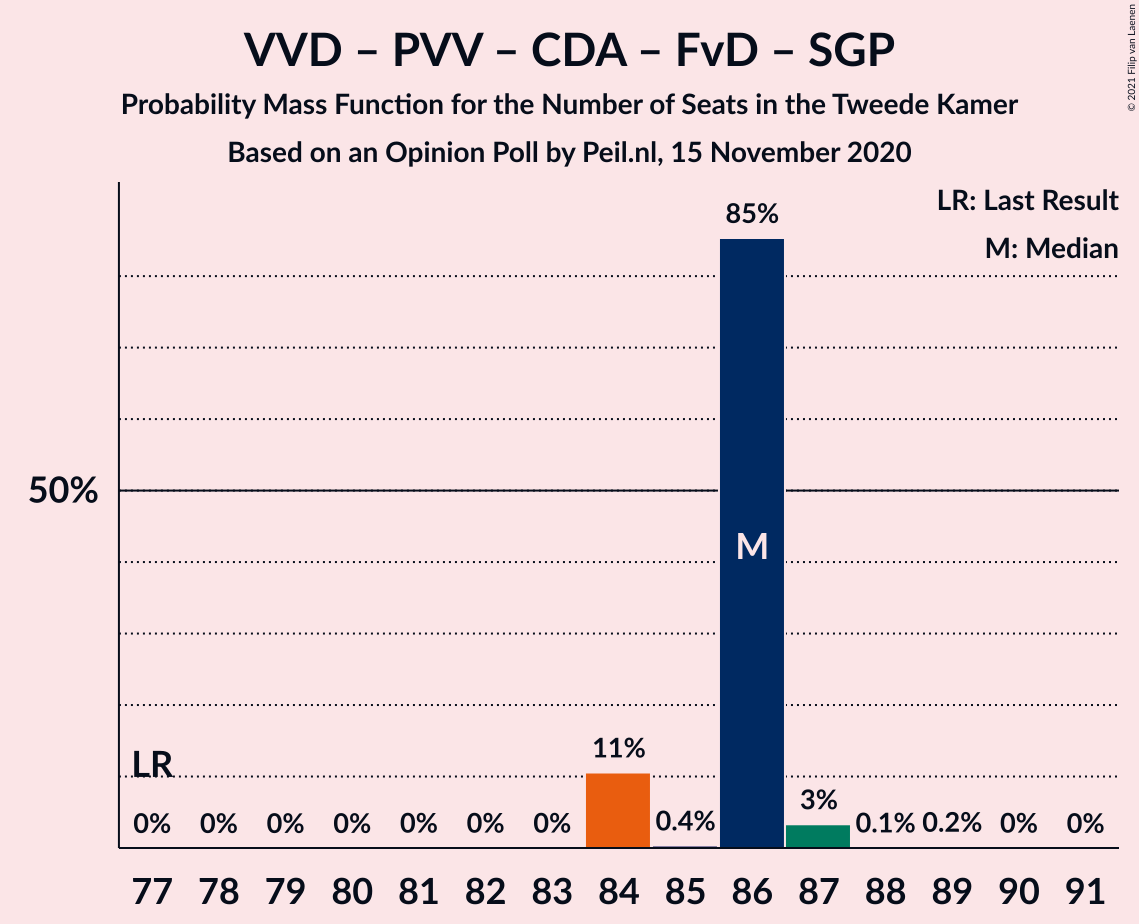 VVD – PVV – CDA – FvD – SGP
Probability Mass Function for the Number of Seats in the Tweede Kamer
Based on an Opinion Poll by Peil.nl, 15 November 2020
© 2021 Filip van Laenen
LR: Last Result
M: Median
85%
50%
M
LR
11%
3%
0% 0% 0% 0% 0% 0% 0% 0.4% 0.1% 0.2% 0% 0%
77 78 79 80 81 82 83 84 85 86 87 88 89 90 91